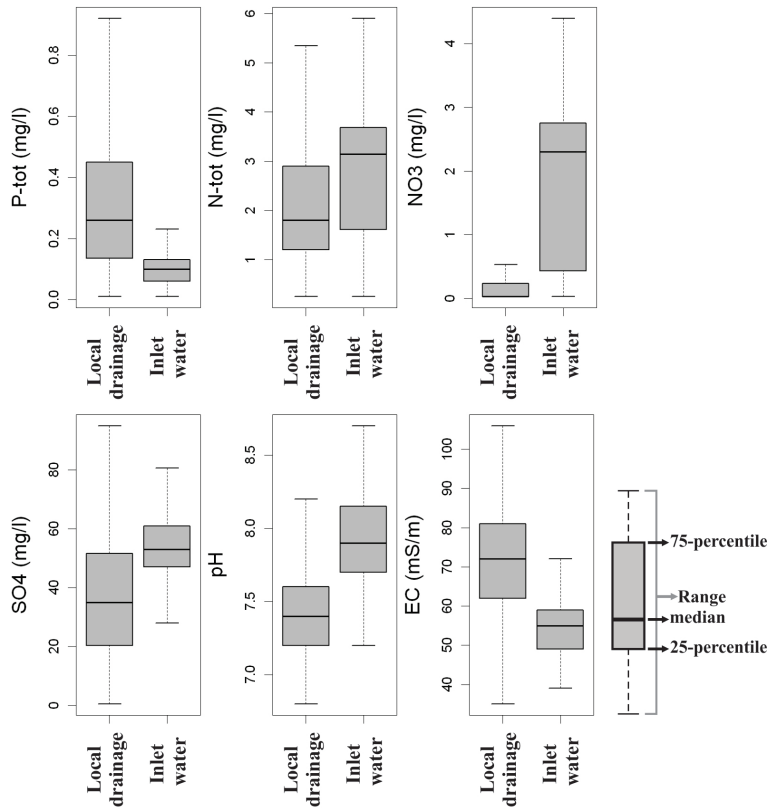 P-tot (mg/l)
0.0
0.2
0.4
0.6
0.8
Local
drainage
Inlet
water
N-tot (mg/l)
1
2
3
4
5
6
Local
drainage
Inlet
water
NO3 (mg/l)
0
1
2
3
4
Local
drainage
Inlet
water
SO4 (mg/l)
0
20
40
60
80
Local
drainage
Inlet
water
pH
7.0
7.5
8.0
8.5
Local
drainage
Inlet
water
EC (mS/m)
40
50
60
70
80
90
100
Local
drainage
Inlet
water
75-percentile
Range
median
25-percentile